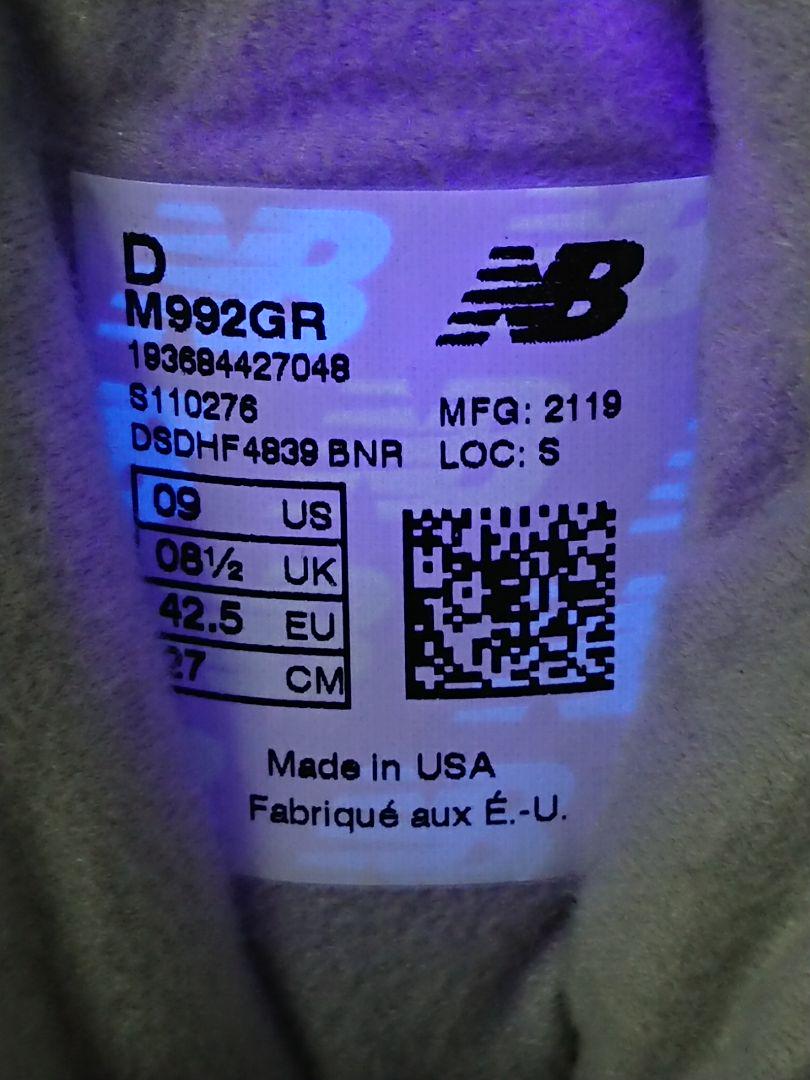 D
NB
M992GR
193684427048
S110276
MFG: 2119
DSDHF4839 BNR
LOC: S
09 US
08½ UK
42.5 EU
27 CM
Made in USA
Fabriqué aux É.-U.